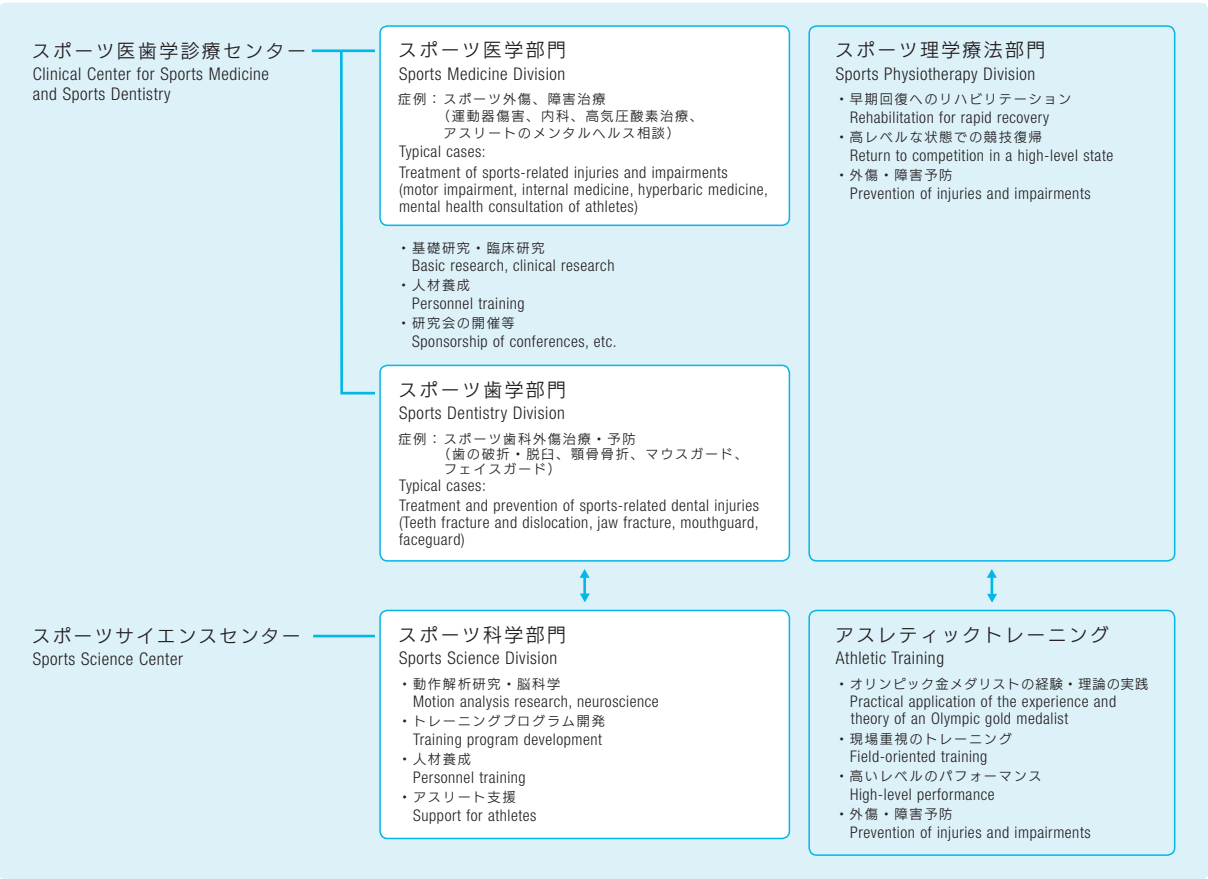 スポーツ医歯学診療センター
Clinical Center for Sports Medicine
and Sports Dentistry
スポーツ医学部門
Sports Medicine Division
症例：スポーツ外傷、障害治療
（運動器傷害、内科、高気圧酸素治療、
アスリートのメンタルヘルス相談）
Typical cases:
Treatment of sports-related injuries and impairments
(motor impairment, internal medicine, hyperbaric medicine,
mental health consultation of athletes)
・基礎研究・臨床研究
Basic research, clinical research
・人材養成
Personnel training
・研究会の開催等
Sponsorship of conferences, etc.
スポーツ歯学部門
Sports Dentistry Division
症例：スポーツ歯科外傷治療・予防
（歯の破折・脱臼、顎骨骨折、マウスガード、
フェイスガード）
Typical cases:
Treatment and prevention of sports-related dental injuries
(Teeth fracture and dislocation, jaw fracture, mouthguard,
faceguard)
スポーツ理学療法部門
Sports Physiotherapy Division
・早期回復へのリハビリテーション
Rehabilitation for rapid recovery
・高レベルな状態での競技復帰
Return to competition in a high-level state
・外傷・障害予防
Prevention of injuries and impairments
スポーツサイエンスセンター
Sports Science Center
スポーツ科学部門
Sports Science Division
・動作解析研究・脳科学
Motion analysis research, neuroscience
・トレーニングプログラム開発
Training program development
・人材養成
Personnel training
・アスリート支援
Support for athletes
アスレティックトレーニング
Athletic Training
・オリンピック金メダリストの経験・理論の実践
Practical application of the experience and
theory of an Olympic gold medalist
・現場重視のトレーニング
Field-oriented training
・高いレベルのパフォーマンス
High-level performance
・外傷・障害予防
Prevention of injuries and impairments